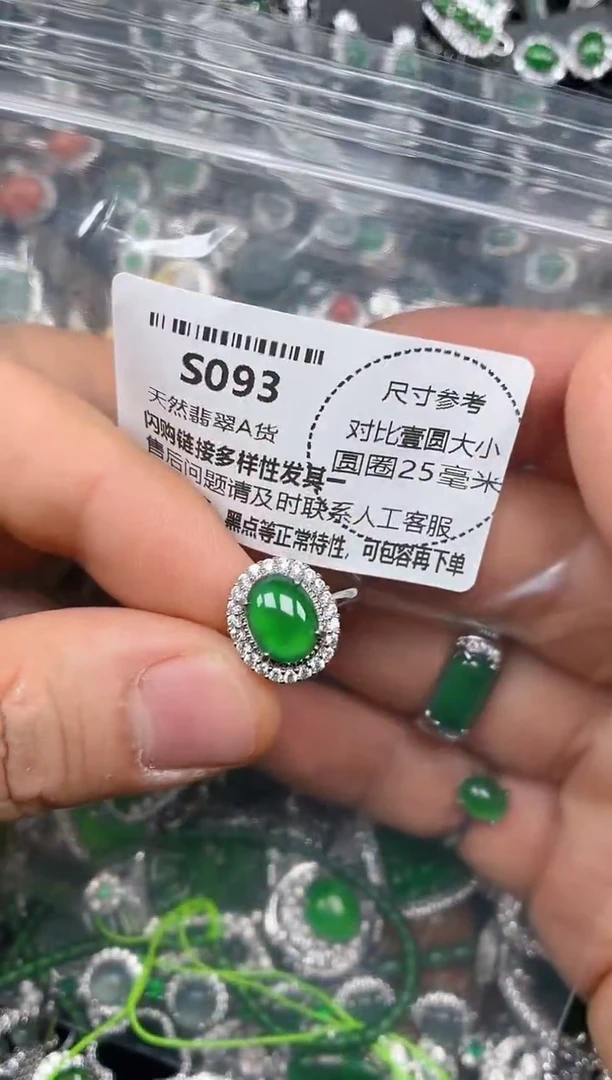 S093
天然翡翠A货
闪购链接多样性发其一
售后问题请及时联系人工客服
黑点等正常特性，可包容再下单
尺寸参考
对比壹圆大小
圆圈25毫米